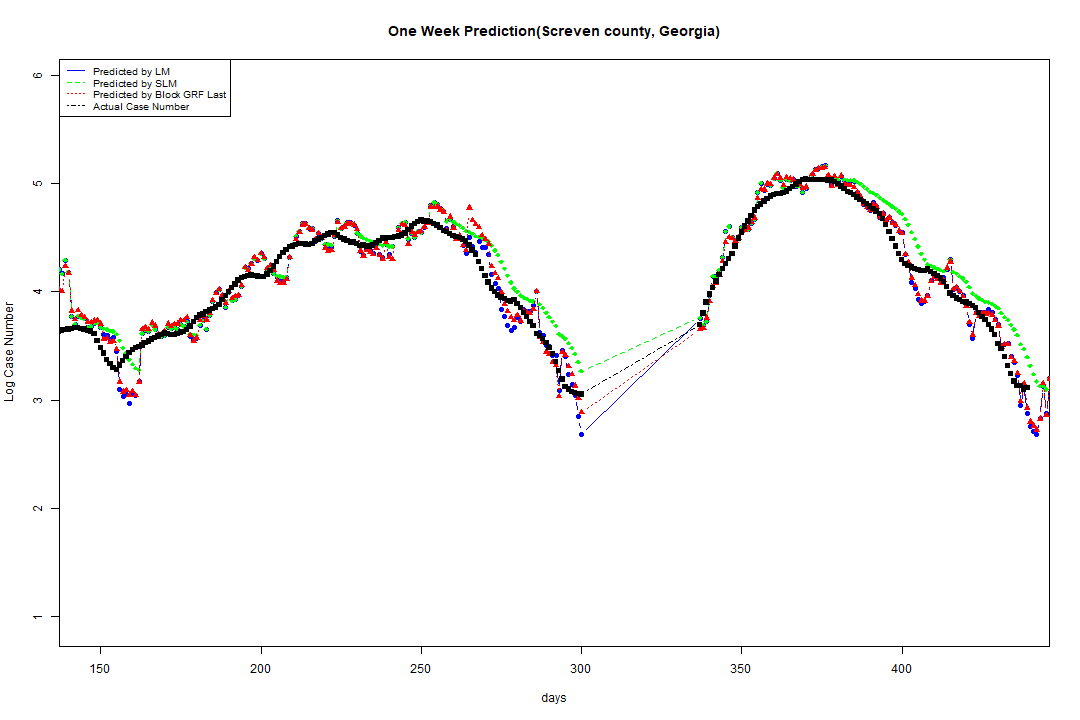 One Week Prediction(Screven county, Georgia)
Predicted by LM
Predicted by SLM
Predicted by Block GRF Last
Actual Case Number
6
5
4
3
2
1
Log Case Number
150 200 250 300 350 400
days